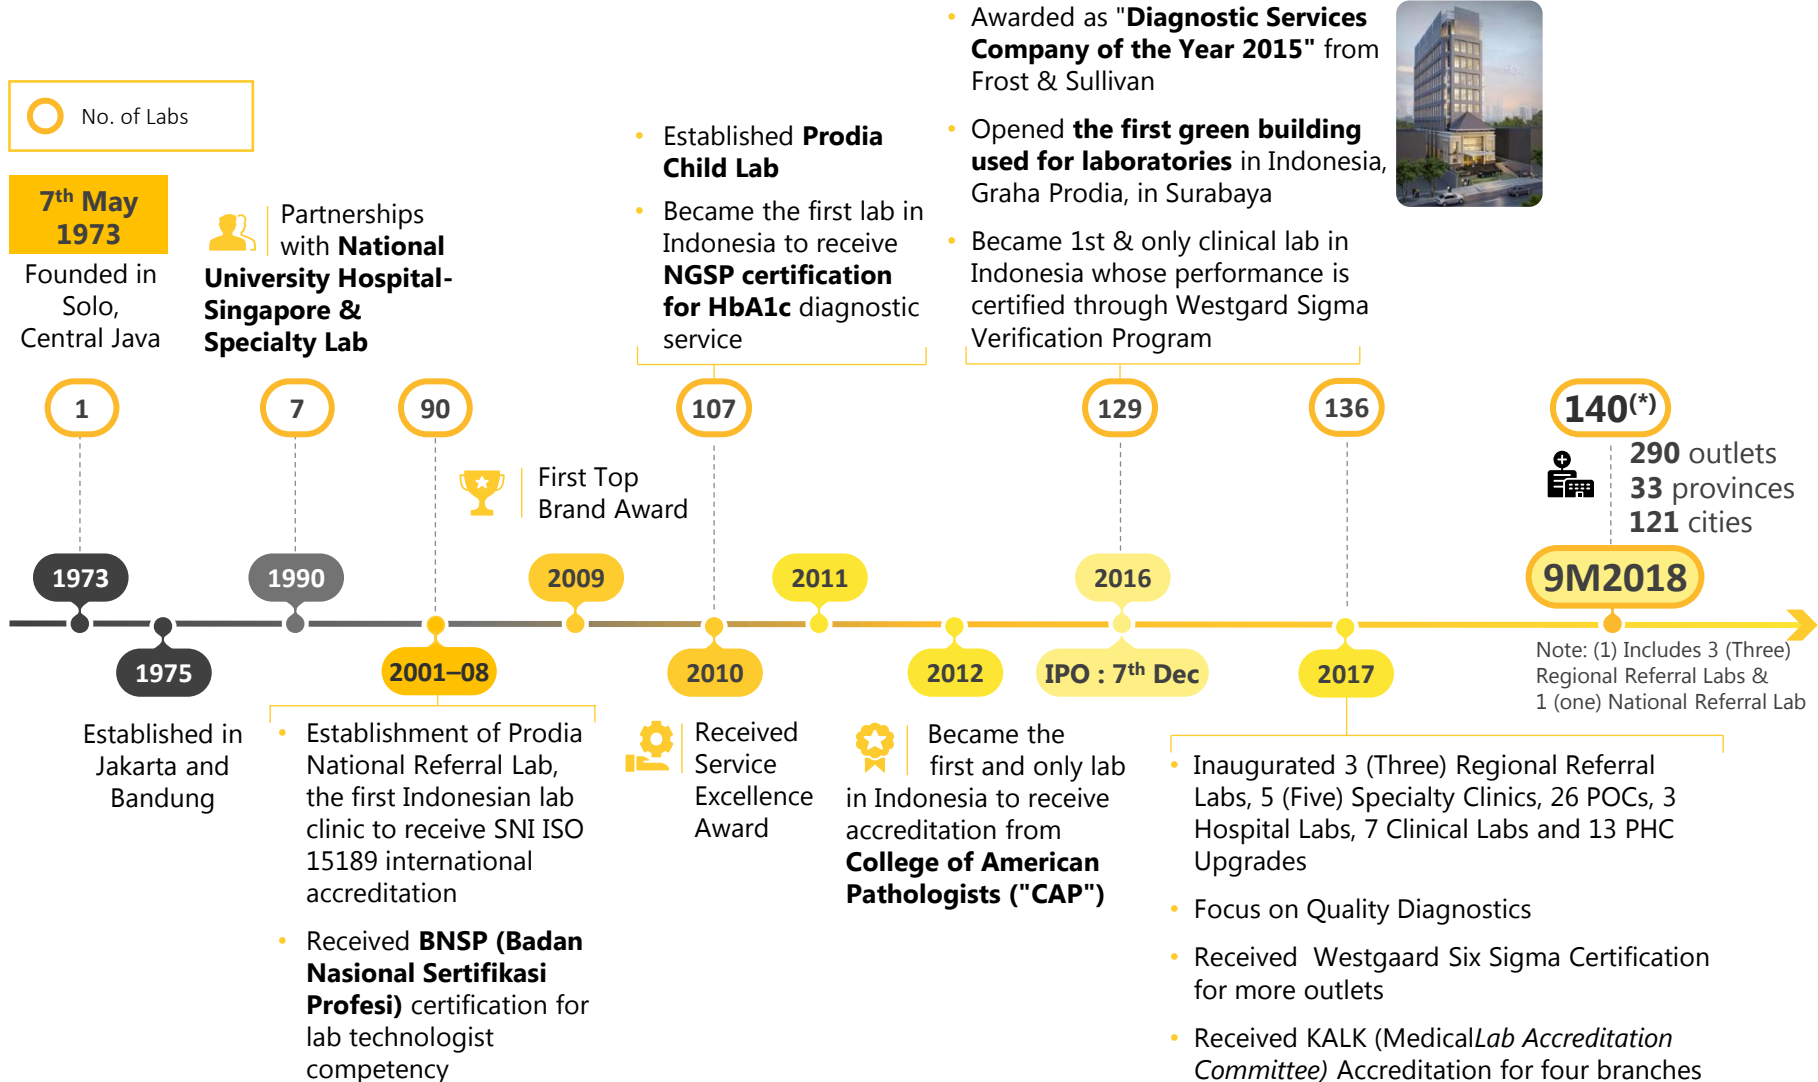 No. of Labs
7th May
1973
Founded in
Solo,
Central Java
Partnerships
with National
University Hospital-
Singapore &
Specialty Lab
• Established Prodia
Child Lab
• Became the first lab in
Indonesia to receive
NGSP certification
for HbA1c diagnostic
service
• Awarded as "Diagnostic Services
Company of the Year 2015" from
Frost & Sullivan
• Opened the first green building
used for laboratories in Indonesia,
Graha Prodia, in Surabaya
• Became 1st & only clinical lab in
Indonesia whose performance is
certified through Westgard Sigma
Verification Program
1
7
90
107
129
136
140(*)
290 outlets
33 provinces
121 cities
First Top
Brand Award
1973
1990
2009
2011
2016
9M2018
1975
2001–08
2010
2012
IPO : 7th Dec
2017
Note: (1) Includes 3 (Three)
Regional Referral Labs &
1 (one) National Referral Lab
Established in
Jakarta and
Bandung
• Establishment of Prodia
National Referral Lab,
the first Indonesian lab
clinic to receive SNI ISO
15189 international
accreditation
• Received BNSP (Badan
Nasional Sertifikasi
Profesi) certification for
lab technologist
competency
Received
Service
Excellence
Award
Became the
first and only lab
in Indonesia to receive
accreditation from
College of American
Pathologists ("CAP")
• Inaugurated 3 (Three) Regional Referral
Labs, 5 (Five) Specialty Clinics, 26 POCs, 3
Hospital Labs, 7 Clinical Labs and 13 PHC
Upgrades
• Focus on Quality Diagnostics
• Received Westgaard Six Sigma Certification
for more outlets
• Received KALK (MedicalLab Accreditation
Committee) Accreditation for four branches